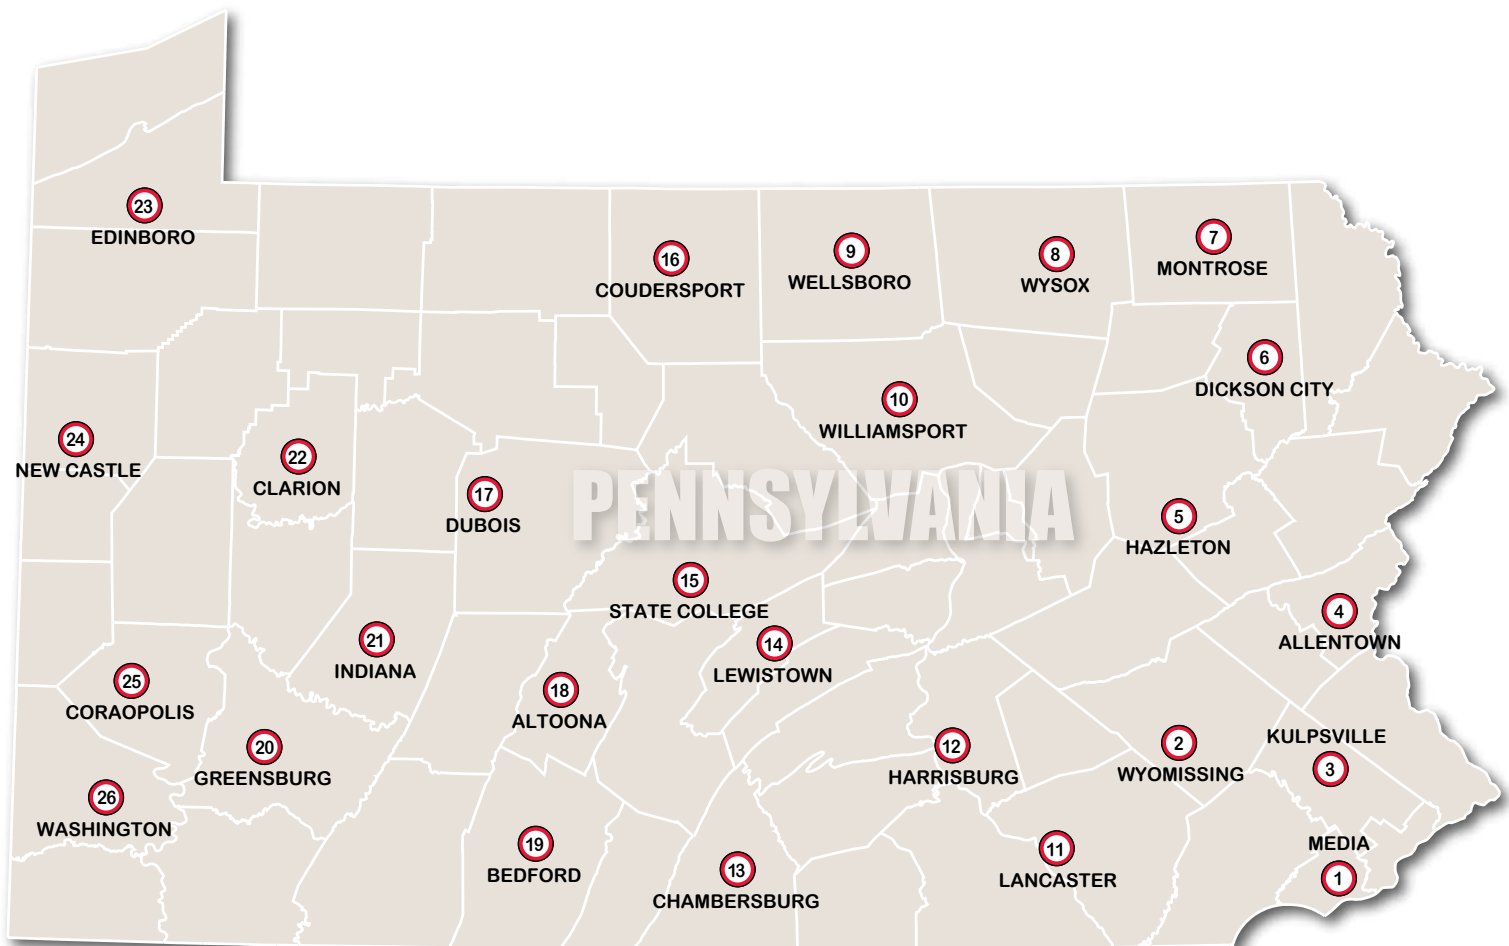 23
EDINBORO
16
COUDERSPORT
9
WELLSBORO
8
WYSOX
7
MONTROSE
6
DICKSON CITY
10
WILLIAMSPORT
24
NEW CASTLE
22
CLARION
17
DUBOIS
PENNSYLVANIA
5
HAZLETON
15
STATE COLLEGE
4
ALLENTOWN
21
INDIANA
14
LEWISTOWN
25
CORAOPOLIS
18
ALTOONA
20
GREENSBURG
12
HARRISBURG
2
WYOMISSING
KULPSVILLE
3
26
WASHINGTON
19
BEDFORD
13
CHAMBERSBURG
11
LANCASTER
MEDIA
1